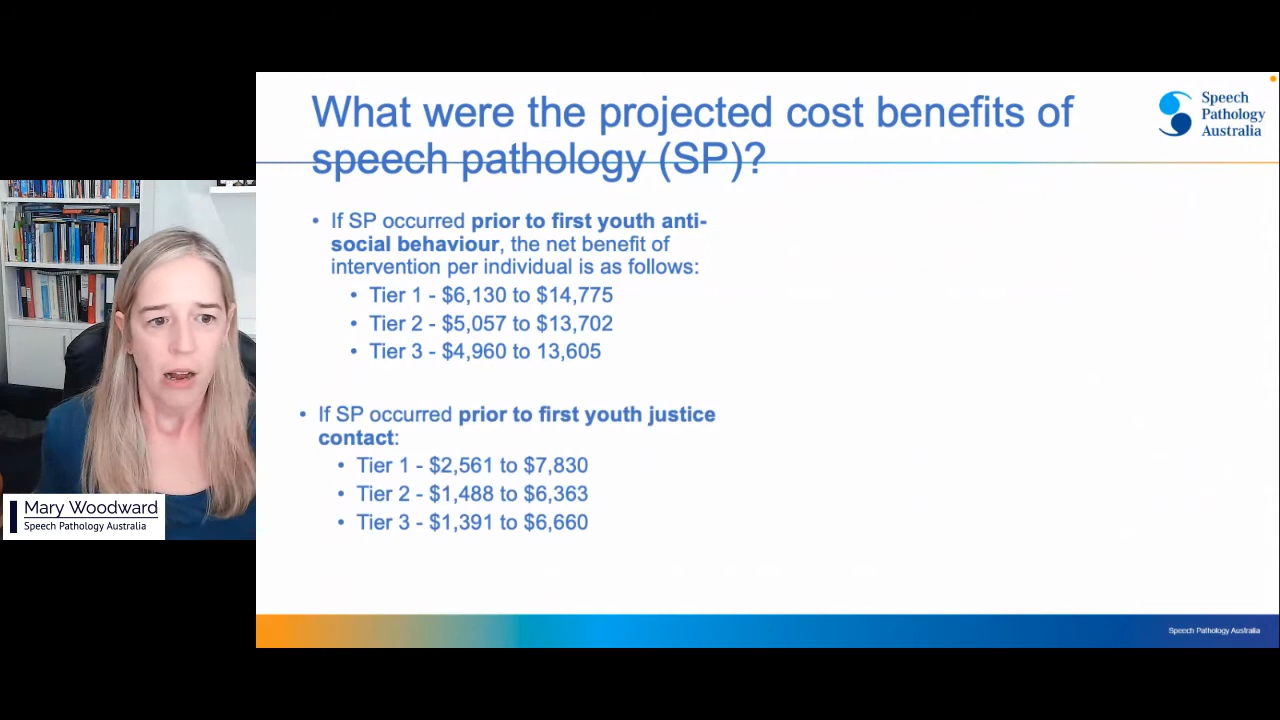 What were the projected cost benefits of
speech pathology (SP)?
Speech
Pathology
Australia
• If SP occurred prior to first youth anti-
social behaviour, the net benefit of
intervention per individual is as follows:
• Tier 1 - $6,130 to $14,775
• Tier 2 - $5,057 to $13,702
• Tier 3 - $4,960 to 13,605
• If SP occurred prior to first youth justice
contact:
• Tier 1 - $2,561 to $7,830
• Tier 2 - $1,488 to $6,363
• Tier 3 - $1,391 to $6,660
Mary Woodward
Speech Pathology Australia
Speech Pathology Australia